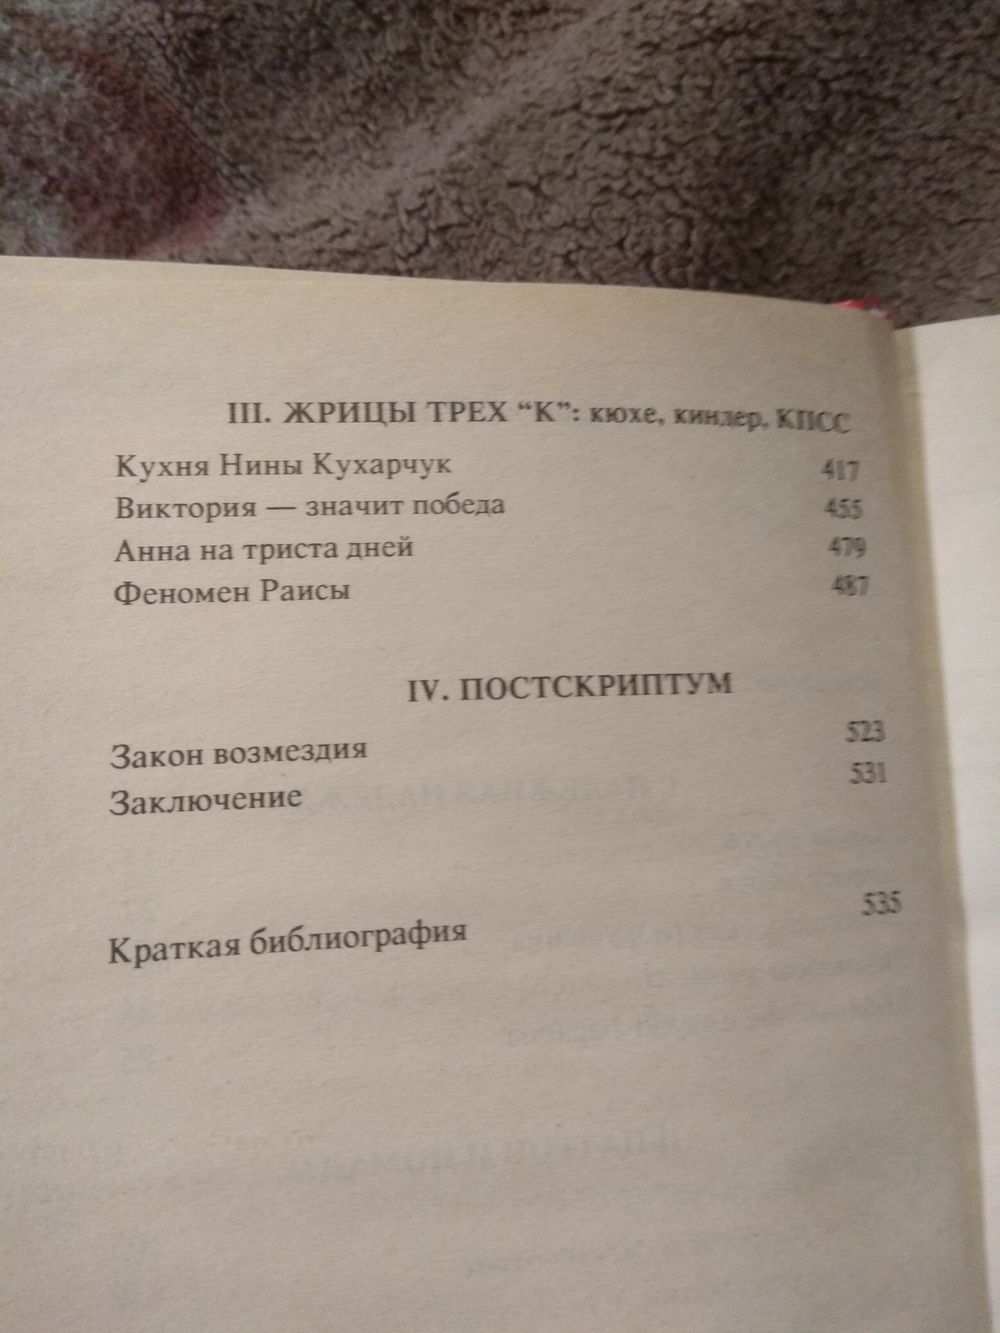 III. ЖРИЦЫ ТРЕХ “К”: кюхе, киндер, КПСС
Кухня Нины Кухарчук 417
Виктория — значит победа 455
Анна на триста дней 479
Феномен Раисы 487
IV. ПОСТСКРИПТУМ
Закон возмездия 523
Заключение 531
Краткая библиография 535